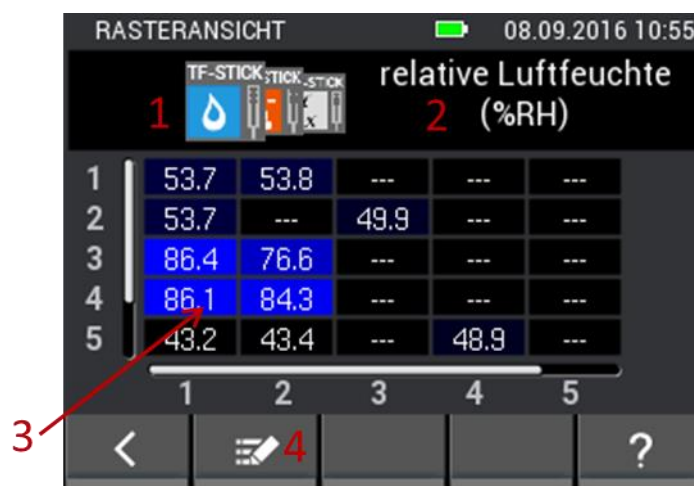 RASTERANSICHT 08.09.2016 10:55
TF-STICK STICK -STICK
1 relative Luftfeuchte
2 (%RH)
x
x
1 53.7 53.8 --- --- ---
2 53.7 --- 49.9 --- ---
3 86.4 76.6 --- --- ---
4 86.1 84.3 --- --- ---
5 43.2 43.4 --- 48.9 ---
1 2 3 4 5
3
< 4 ?